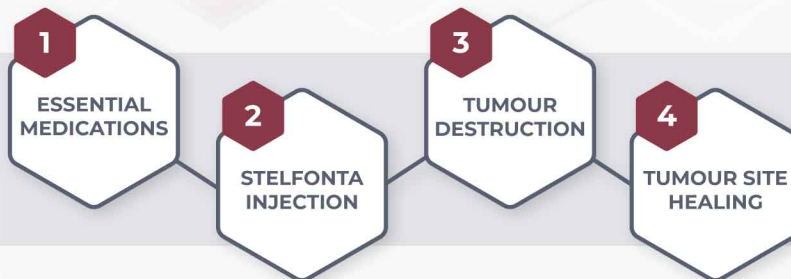 1
ESSENTIAL
MEDICATIONS
2
STELFONTA
INJECTION
3
TUMOUR
DESTRUCTION
4
TUMOUR SITE
HEALING